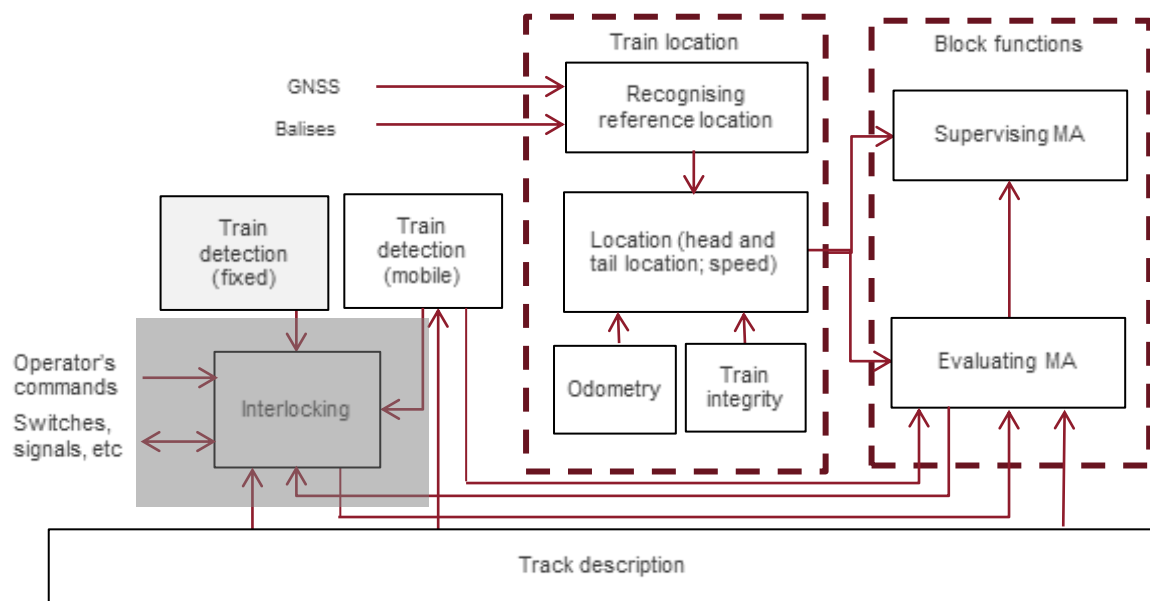 Train location
Block functions
GNSS
Balises
Recognising
reference location
Supervising MA
Train
detection
(fixed)
Train
detection
(mobile)
Location (head and
tail location; speed)
Operator's
commands
Switches,
signals, etc
Interlocking
Odometry
Train
integrity
Evaluating MA
Track description